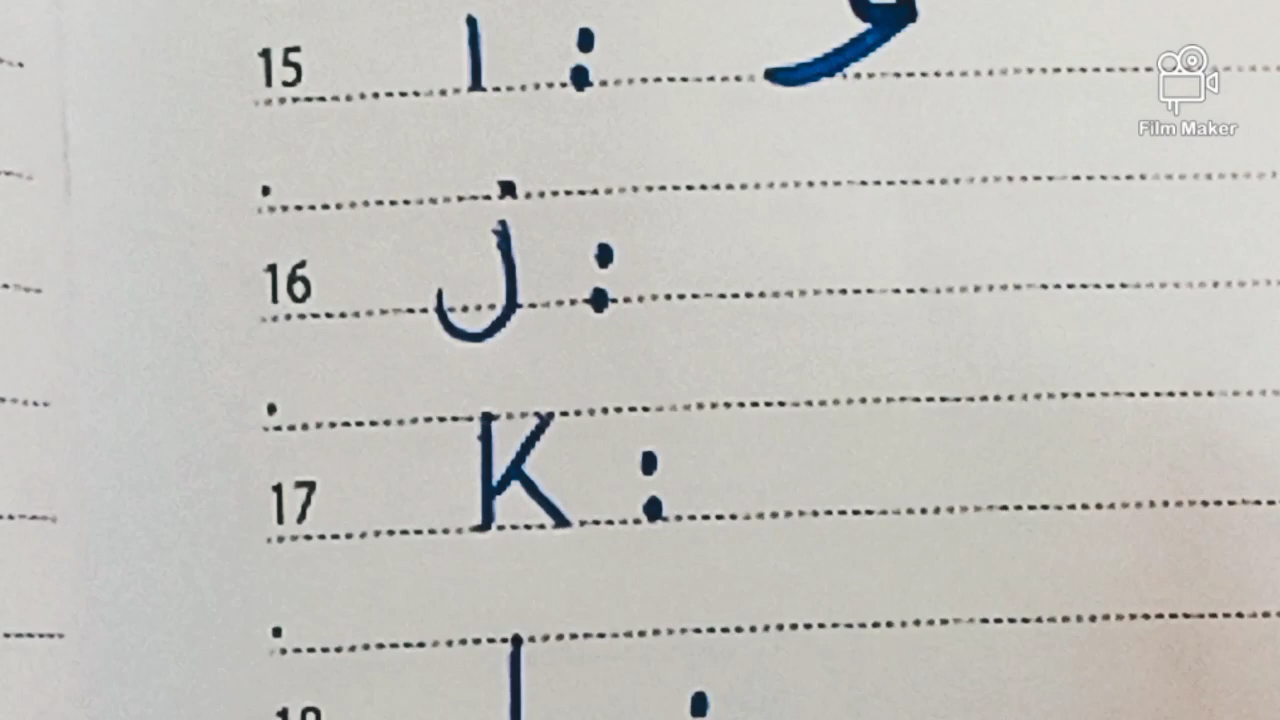 15 I : و
Film Maker
16 J :
17 K :